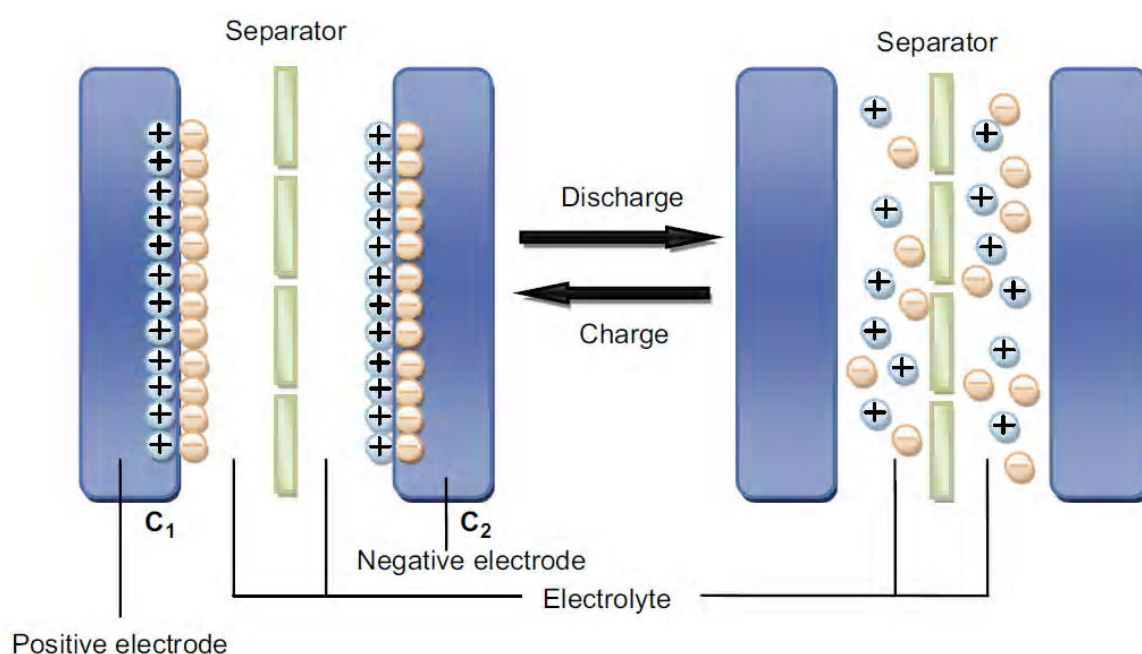 Separator
Separator
Discharge
Charge
C₁
C₂
Negative electrode
Electrolyte
Positive electrode